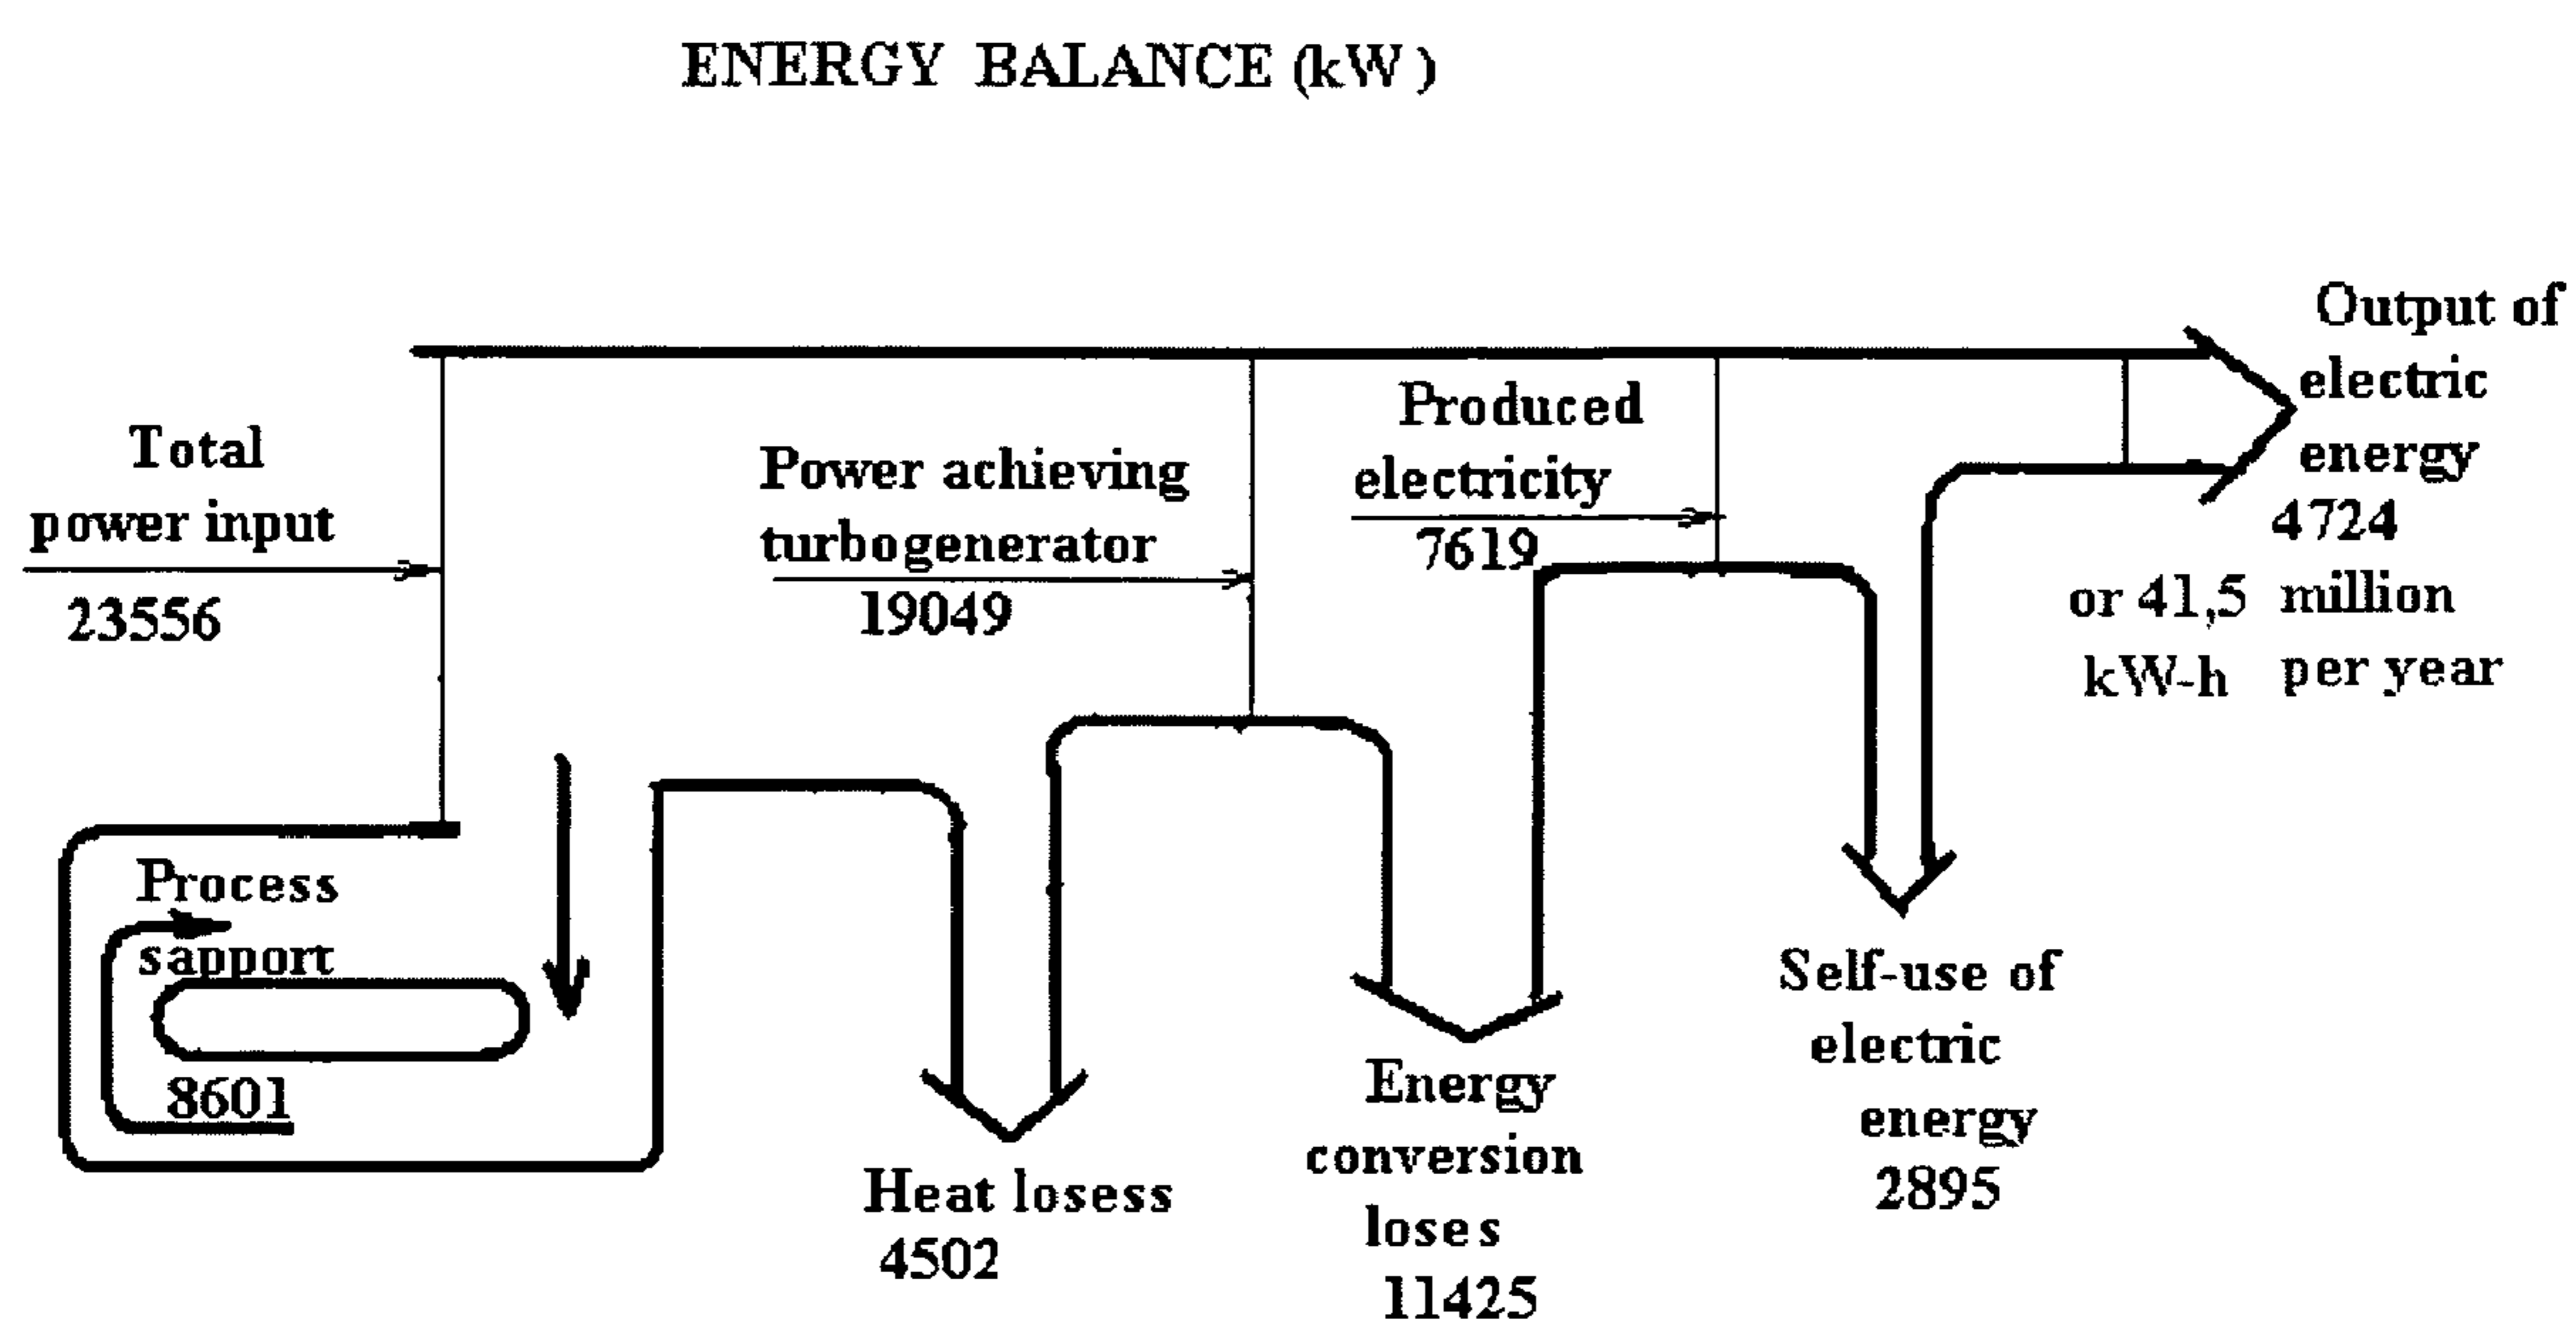 ENERGY BALANCE (kW)
Total
power input
23556
Power achieving
turbogenerator
19049
Produced
electricity
7619
Output of
electric
energy
4724
or 41,5 million
kW-h per year
Process
sapport
8601
Heat losess
4502
Energy
conversion
loses
11425
Self-use of
electric
energy
2895